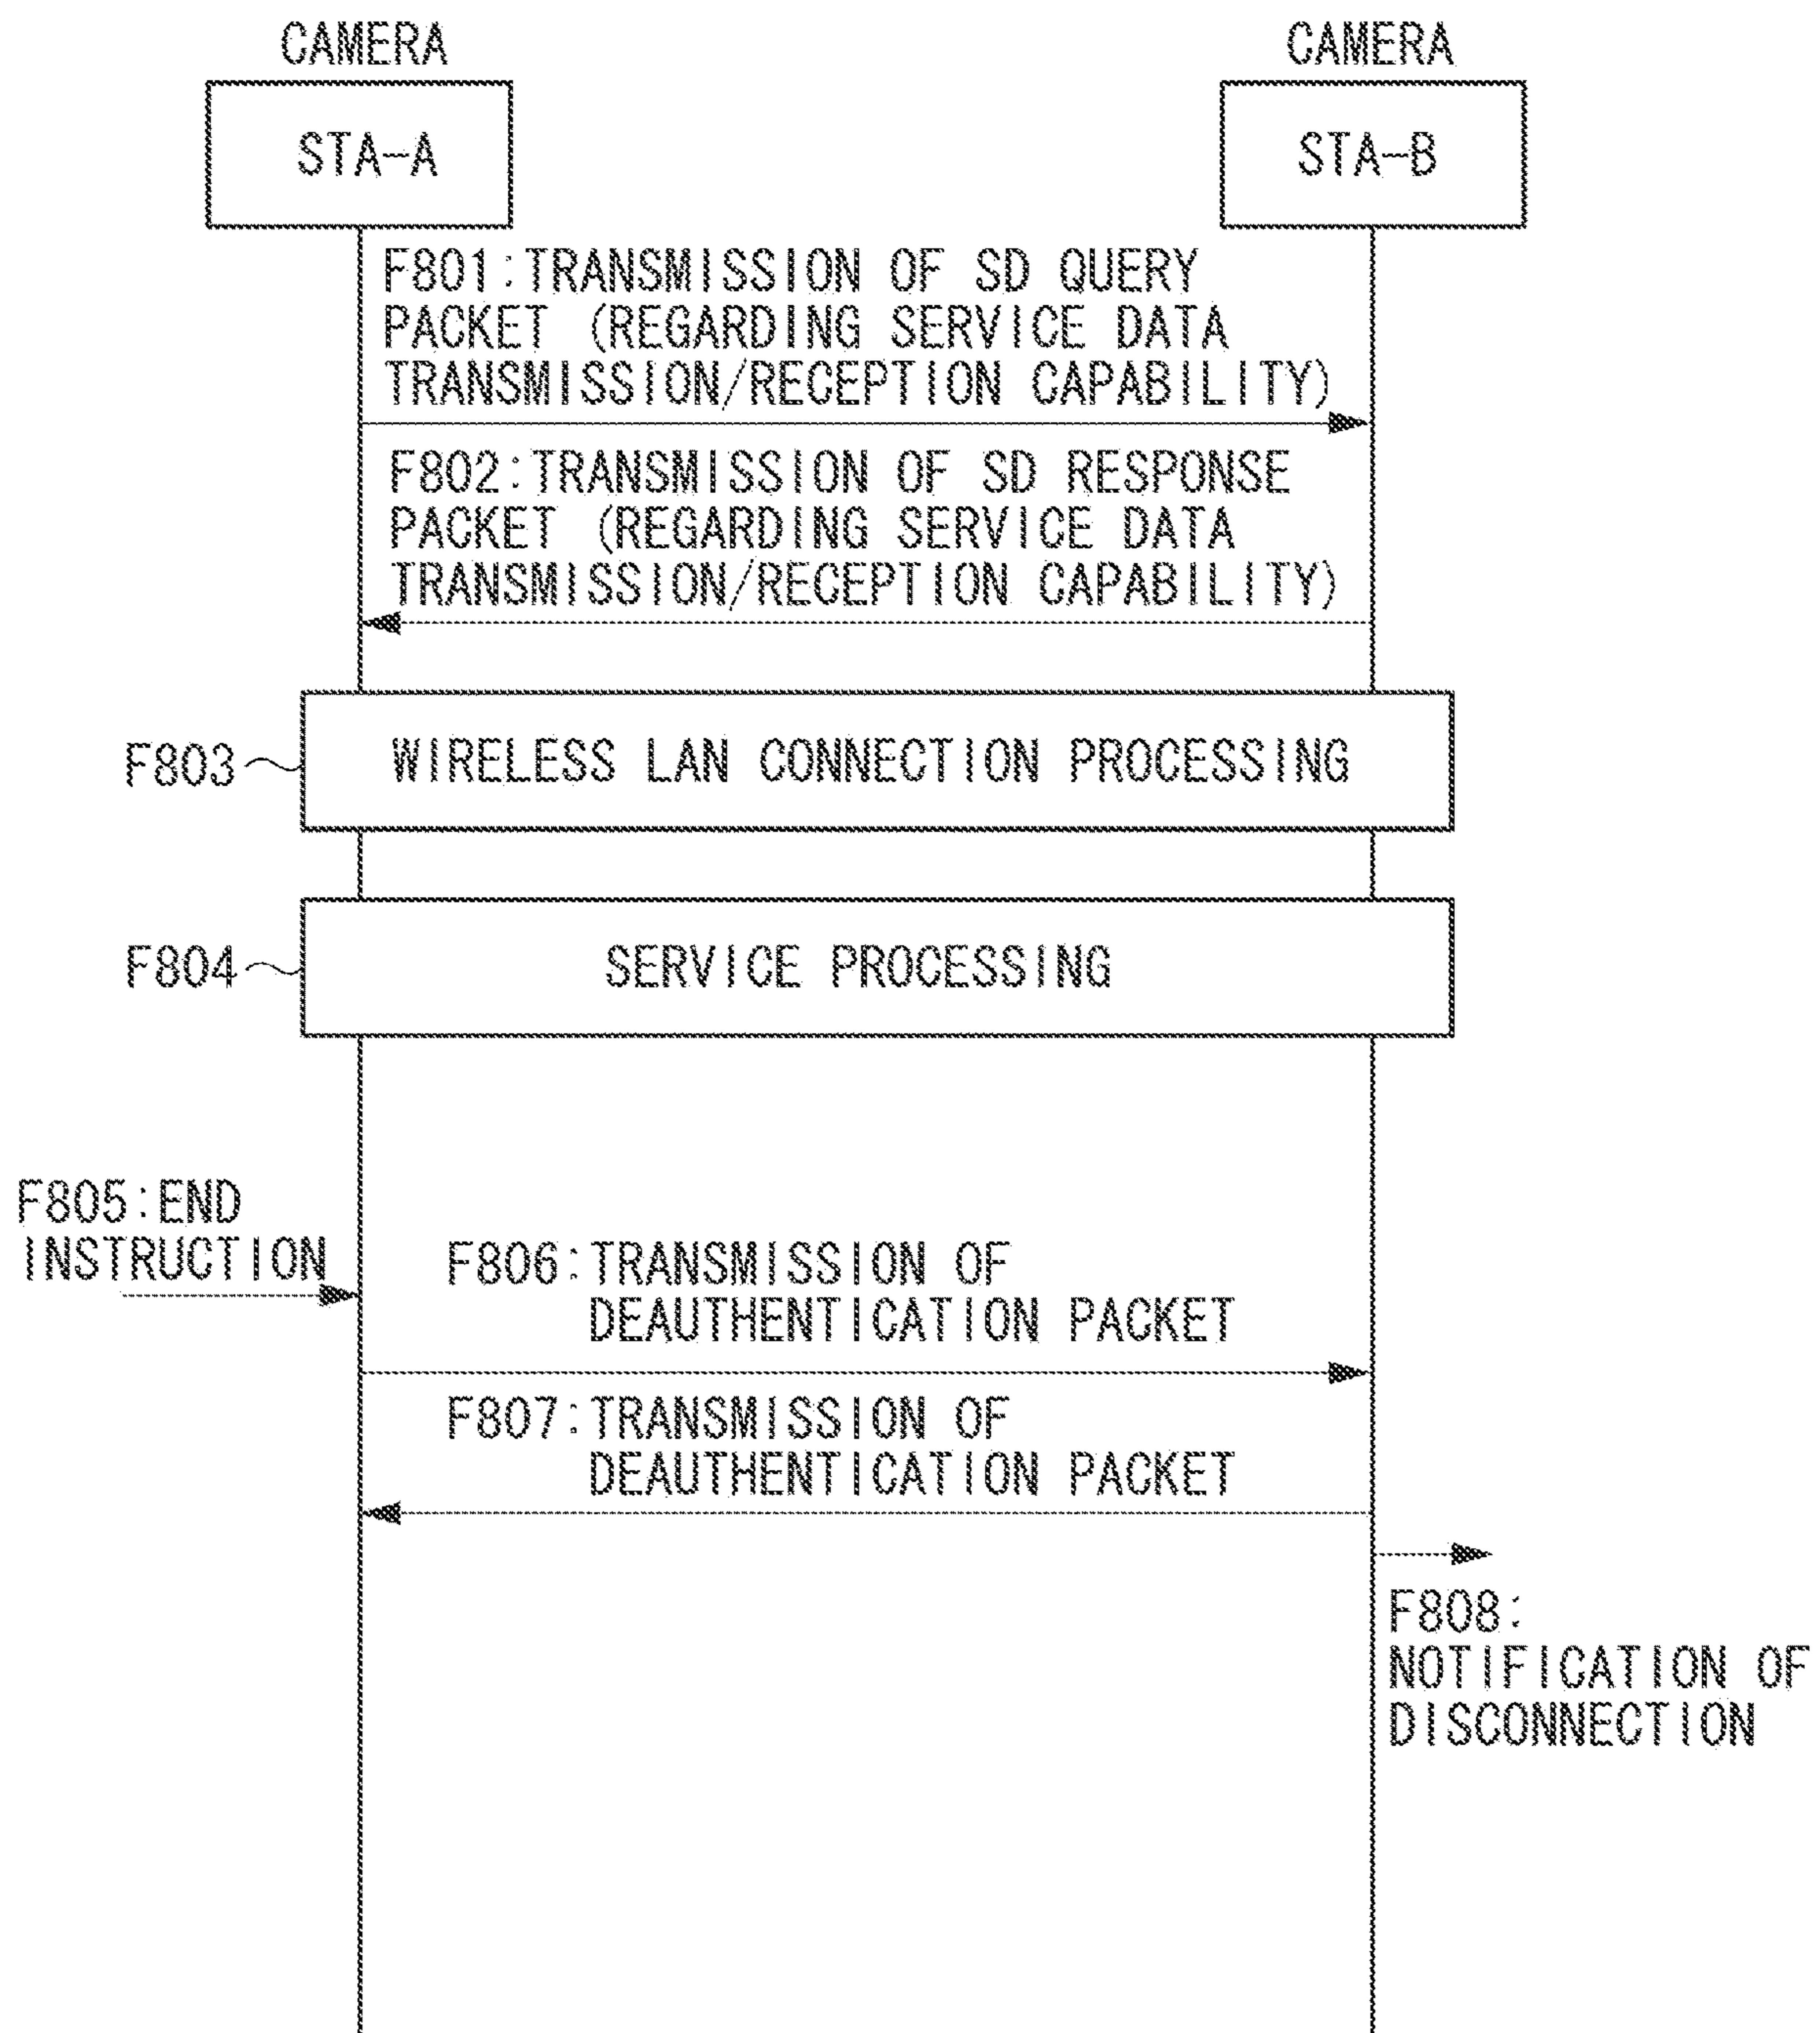 CAMERA
CAMERA
STA-A
STA-B
F801:TRANSMISSION OF SD QUERY
PACKET (REGARDING SERVICE DATA
TRANSMISSION/RECEPTION CAPABILITY)
F802:TRANSMISSION OF SD RESPONSE
PACKET (REGARDING SERVICE DATA
TRANSMISSION/RECEPTION CAPABILITY)
F803
WIRELESS LAN CONNECTION PROCESSING
F804
SERVICE PROCESSING
F805:END
INSTRUCTION
F806:TRANSMISSION OF
DEAUTHENTICATION PACKET
F807:TRANSMISSION OF
DEAUTHENTICATION PACKET
F808:
NOTIFICATION OF
DISCONNECTION